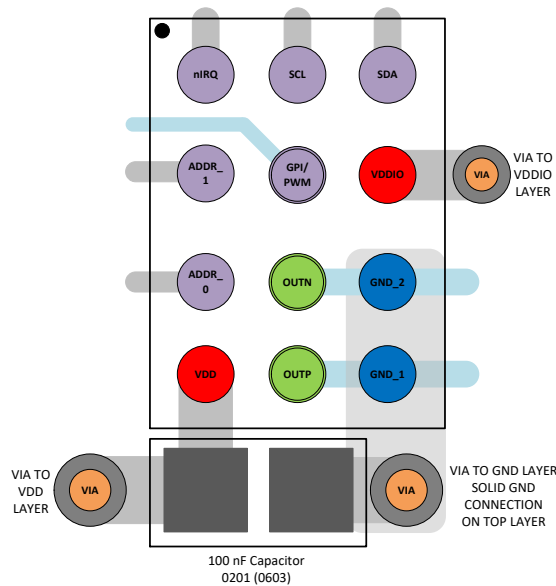 nIRQ
SCL
SDA
ADDR_
1
GPI/
PWM
VDDIO
VIA
VIA TO
VDDIO
LAYER
ADDR_
0
OUTN
GND_2
VDD
OUTP
GND_1
VIA TO
VDD
LAYER
VIA
VIA
VIA TO GND LAYER
SOLID GND
CONNECTION
ON TOP LAYER
100 nF Capacitor
0201 (0603)